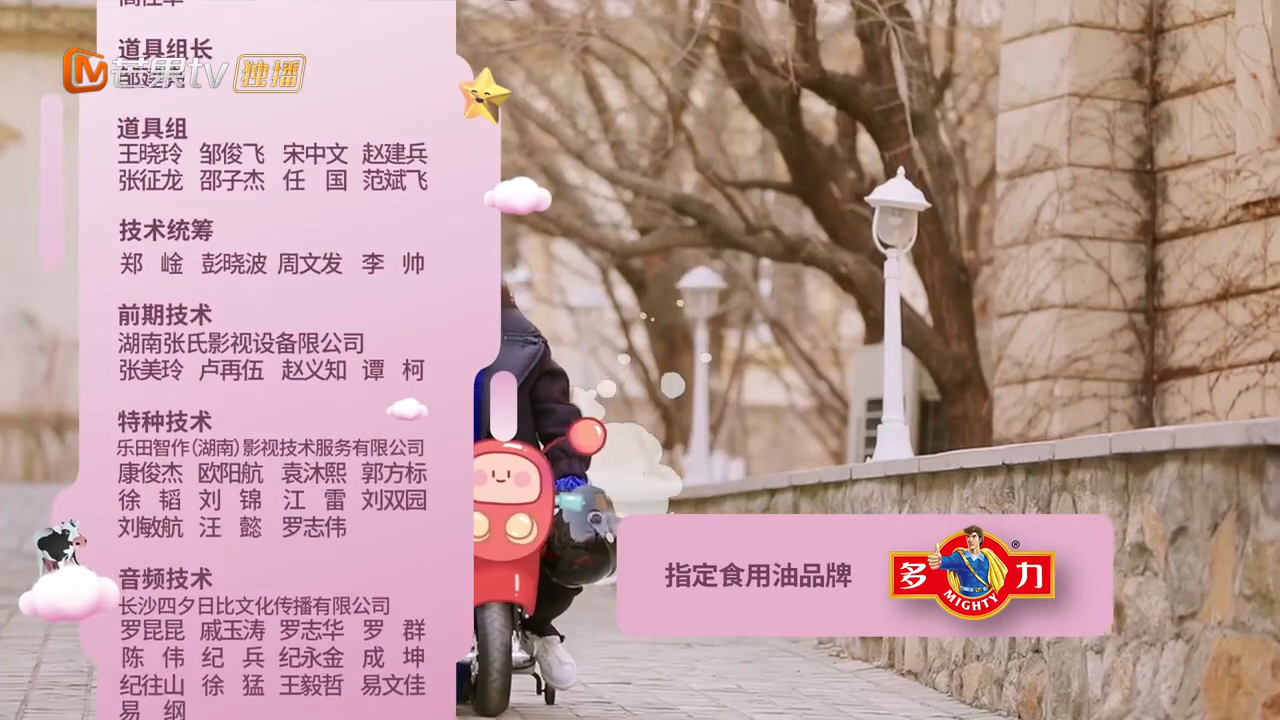 道具组长
芒果tv 独播
道具组
王晓玲 邹俊飞 宋中文 赵建兵
张征龙 邵子杰 任 国 范斌飞
技术统筹
郑 崯 彭晓波 周文发 李 帅
前期技术
湖南张氏影视设备限公司
张美玲 卢再伍 赵义知 谭 柯
特种技术
乐田智作(湖南)影视技术服务有限公司
康俊杰 欧阳航 袁沐熙 郭方标
徐 韬 刘 锦 江 雷 刘双园
刘敏航 汪 懿 罗志伟
音频技术
长沙四夕日比文化传播有限公司
罗昆昆 戚玉涛 罗志华 罗 群
陈 伟 纪 兵 纪永金 成 坤
纪往山 徐 猛 王毅哲 易文佳
易 纲
指定食用油品牌
多力
MIGHTY
®